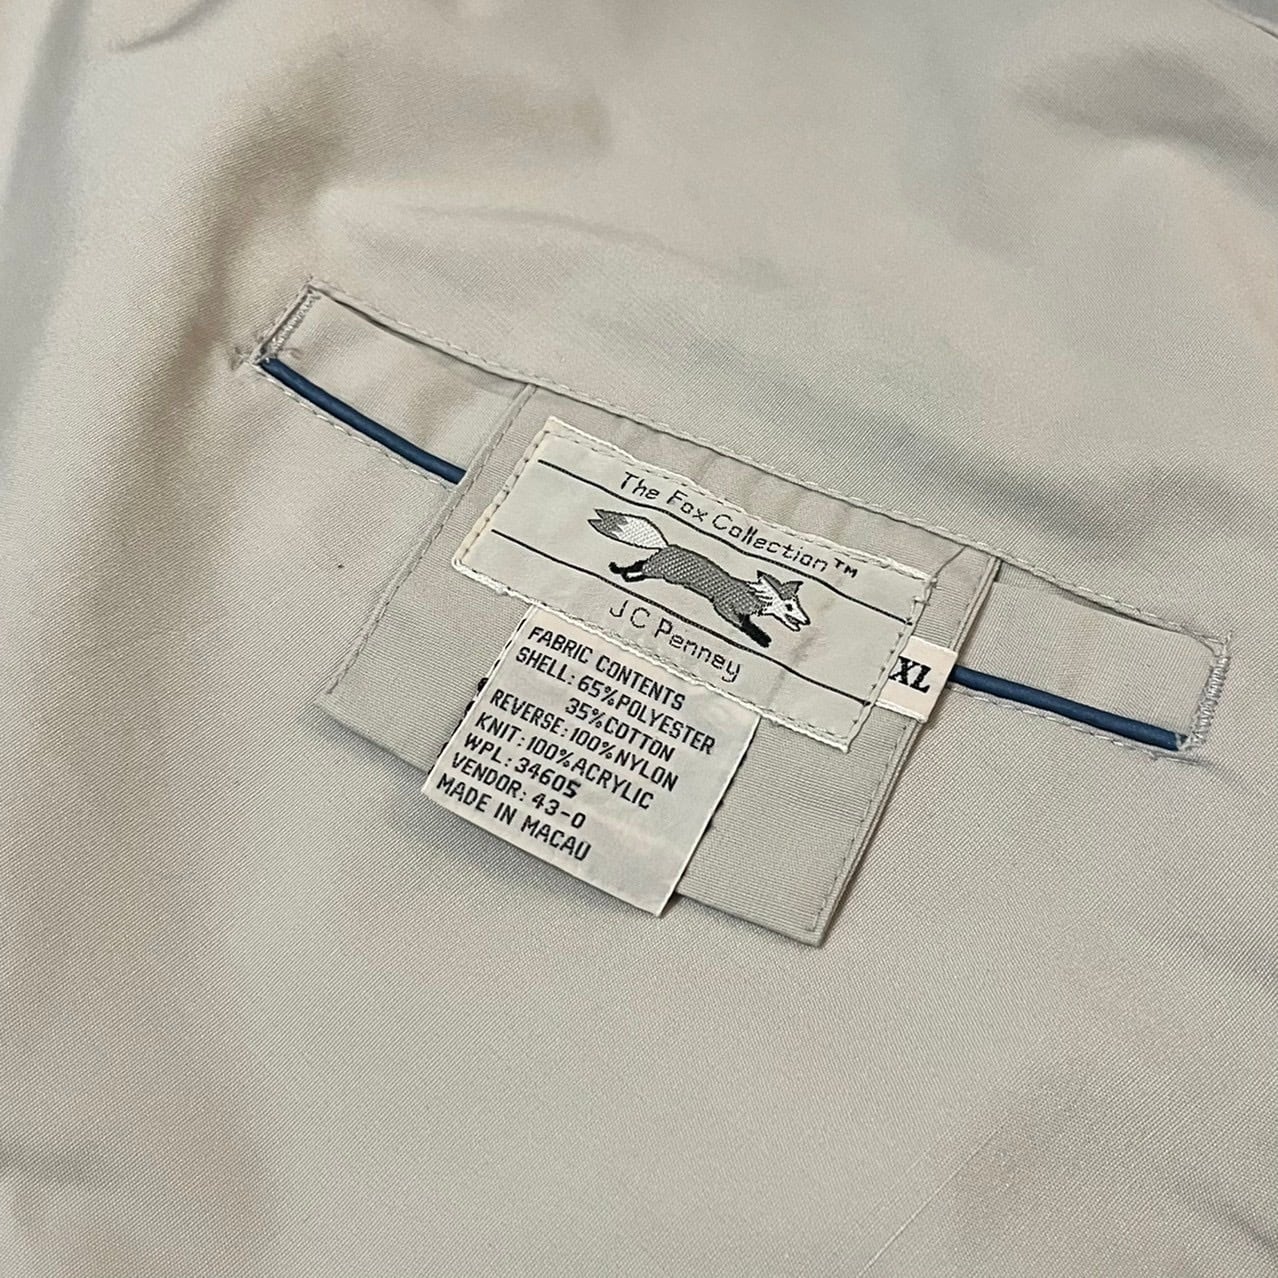 The Fox Collection™
J C Penney
XL
FABRIC CONTENTS
SHELL: 65%POLYESTER
35%COTTON
REVERSE: 100%NYLON
KNIT: 100%ACRYLIC
WPL: 34605
VENDOR: 43-0
MADE IN MACAU